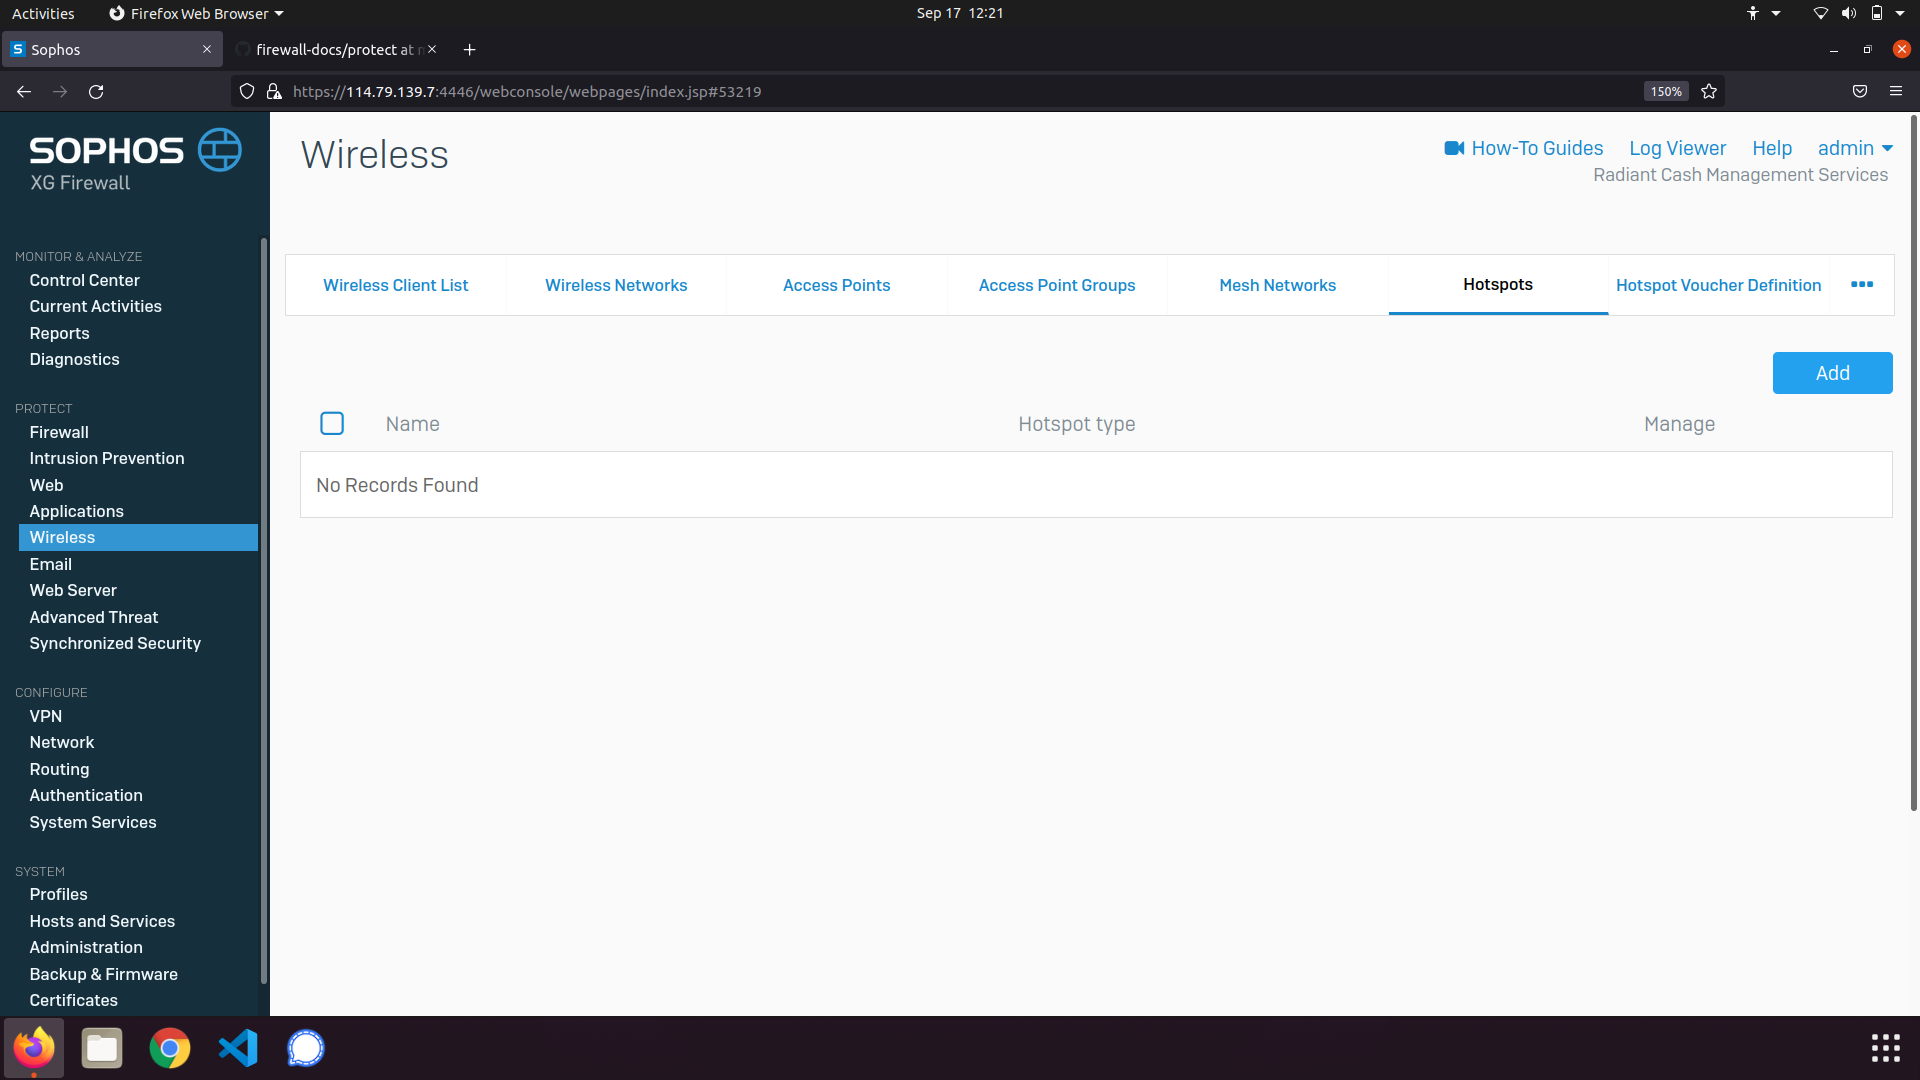 Activities
Firefox Web Browser
Sep 17 12:21
Sophos
firewall-docs/protect at
https://114.79.139.7:4446/webconsole/webpages/index.jsp#53219
150%
SOPHOS
XG Firewall
Wireless
How-To Guides
Log Viewer
Help
admin
Radiant Cash Management Services
MONITOR & ANALYZE
Control Center
Current Activities
Reports
Diagnostics
PROTECT
Firewall
Intrusion Prevention
Web
Applications
Wireless
Email
Web Server
Advanced Threat
Synchronized Security
CONFIGURE
VPN
Network
Routing
Authentication
System Services
SYSTEM
Profiles
Hosts and Services
Administration
Backup & Firmware
Certificates
Wireless Client List
Wireless Networks
Access Points
Access Point Groups
Mesh Networks
Hotspots
Hotspot Voucher Definition
Add
Name
Hotspot type
Manage
No Records Found